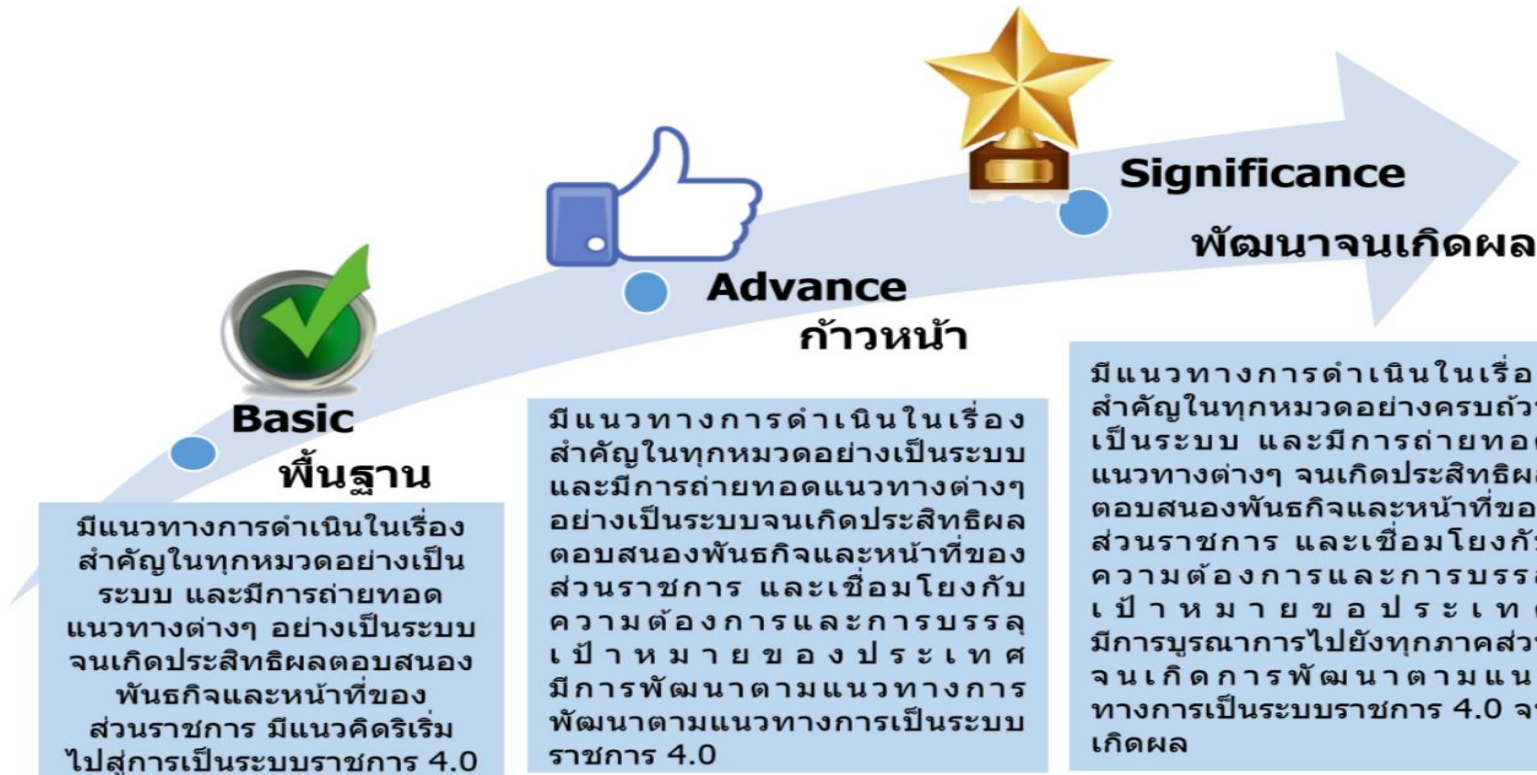 Basic
พื้นฐาน
มีแนวทางการดำเนินในเรื่อง
สำคัญในทุกหมวดอย่างเป็น
ระบบ และมีการถ่ายทอด
แนวทางต่างๆ อย่างเป็นระบบ
จนเกิดประสิทธิผลตอบสนอง
พันธกิจและหน้าที่ของ
ส่วนราชการ มีแนวคิดริเริ่ม
ไปสู่การเป็นระบบราชการ 4.0
Advance
ก้าวหน้า
มีแนวทางการดำเนินในเรื่อง
สำคัญในทุกหมวดอย่างเป็นระบบ
และมีการถ่ายทอดแนวทางต่างๆ
อย่างเป็นระบบจนเกิดประสิทธิผล
ตอบสนองพันธกิจและหน้าที่ของ
ส่วนราชการ และเชื่อมโยงกับ
ความต้องการและการบรรลุ
เป้าหมายของประเทศ
มีการพัฒนาตามแนวทางการ
พัฒนาตามแนวทางการเป็นระบบ
ราชการ 4.0
Significance
พัฒนาจนเกิดผล
มีแนวทางการดำเนินใน
สำคัญในทุกหมวดอย่าง
เป็นระบบ และมีการ
แนวทางต่างๆ จนเกิด
ตอบสนองพันธกิจและหน้าที่
ส่วนราชการ และเชื่อมโยง
ความต้องการและการ
เป้าหมายขอ
มีการบูรณาการไปยังทุกภาค
จนเกิดการพัฒนาตาม
ทางการเป็นระบบราชการ 4.0
เกิดผล